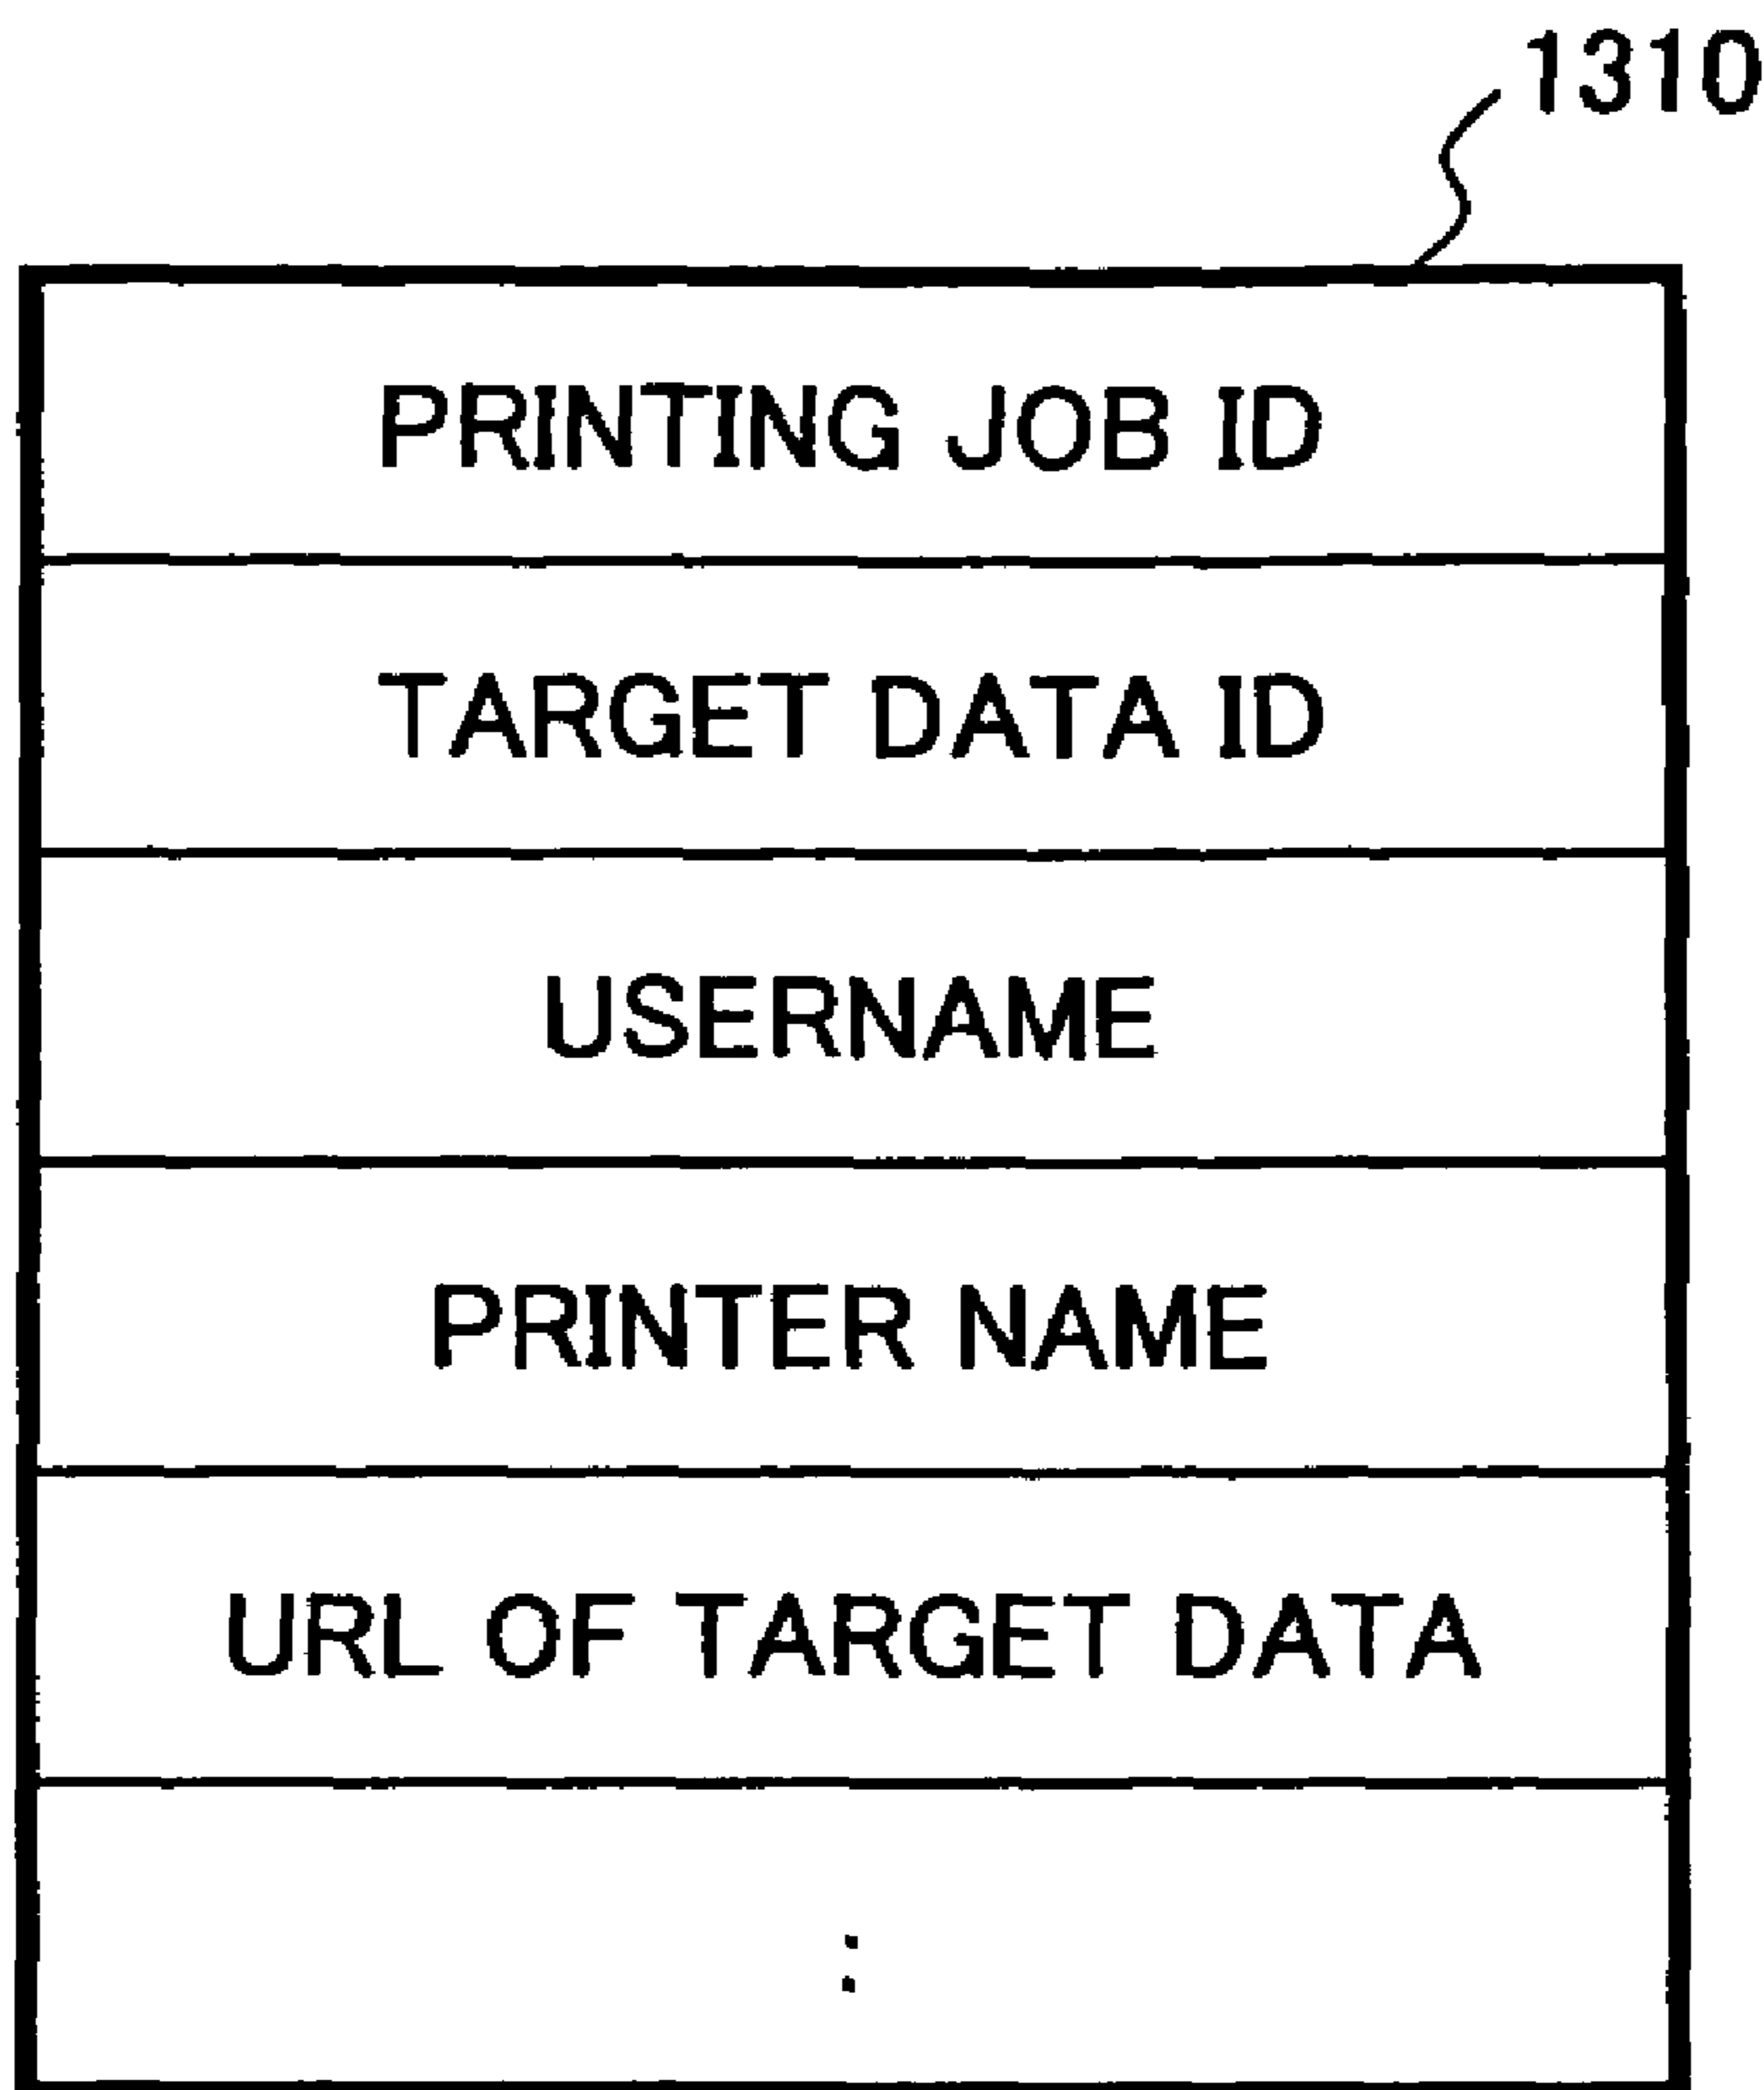 1310
PRINTING JOB ID
TARGET DATA ID
USERNAME
PRINTER NAME
URL OF TARGET DATA
: